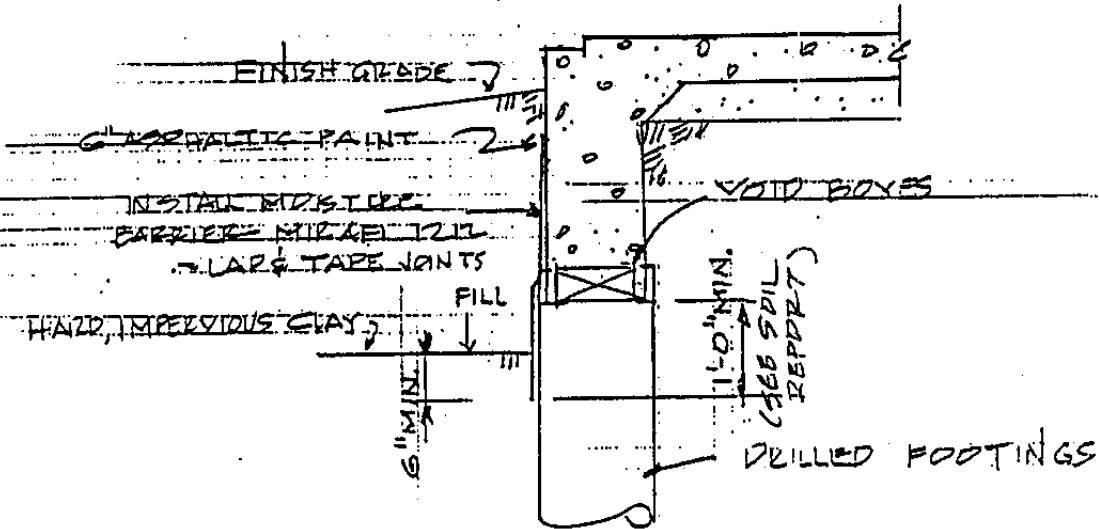 FINISH GRADE
6" ASPHALTIC PAINT
INSTALL MOISTURE
BARRIER - MIRAFI
- LAP & TAPE JOINTS
FILL
HARD, IMPERVIOUS CLAY
6" MIN
VOID BOXES
1'-0" MIN.
(SEE SOIL
REPORT)
DRILLED FOOTINGS